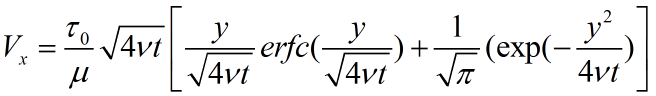 $V_x = \frac{\tau_0}{\mu} \sqrt{4\nu t} \left[ \frac{y}{\sqrt{4\nu t}} erfc(\frac{y}{\sqrt{4\nu t}}) + \frac{1}{\sqrt{\pi}} (\exp(-\frac{y^2}{4\nu t}) \right]$